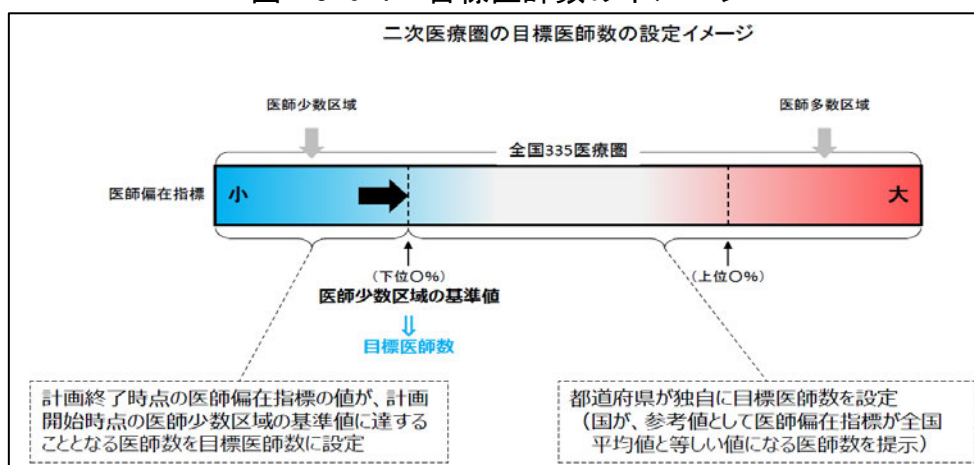 二次医療圏の目標医師数の設定イメージ
医師少数区域
医師多数区域
全国335医療圏
医師偏在指標
小
大
(下位〇%)
(上位〇%)
医師少数区域の基準値
⇓
目標医師数
計画終了時点の医師偏在指標の値が、計画
開始時点の医師少数区域の基準値に達する
こととなる医師数を目標医師数に設定
都道府県が独自に目標医師数を設定
(国が、参考値として医師偏在指標が全国
平均値と等しい値になる医師数を提示)